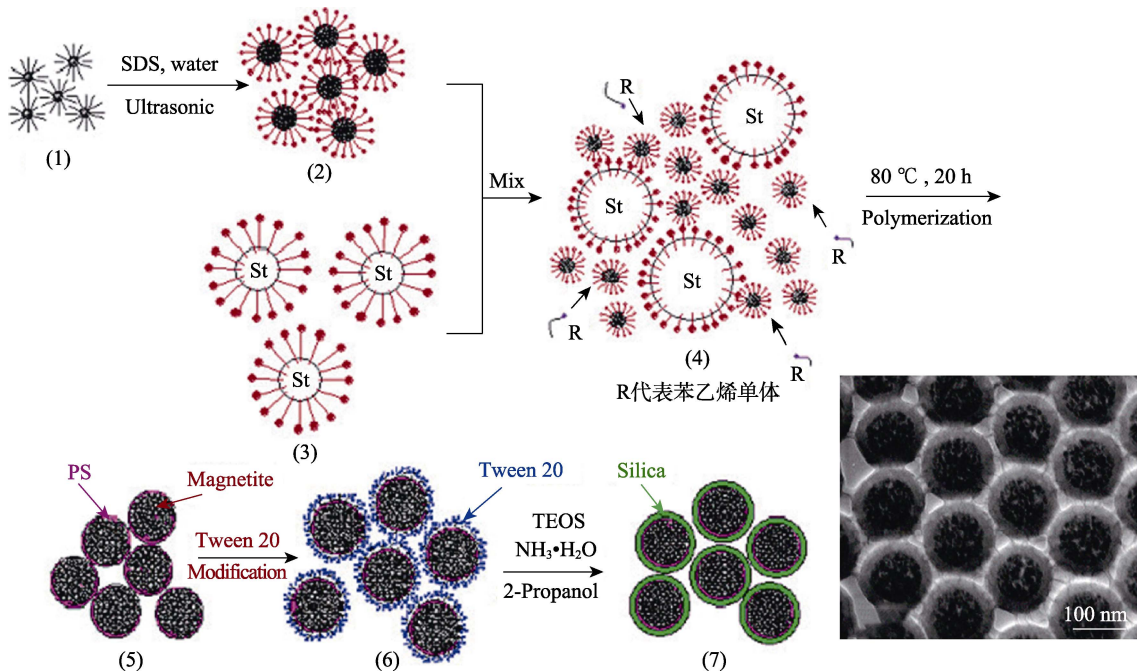 SDS, water
Ultrasonic
(1)
(2)
St
St
St
(3)
Mix
R
St
St
St
R
R
R
(4)
R代表苯乙烯单体
80 ℃ , 20 h
Polymerization
PS
Magnetite
(5)
Tween 20
Modification
Tween 20
(6)
TEOS
NH₃•H₂O
2-Propanol
Silica
(7)
100 nm